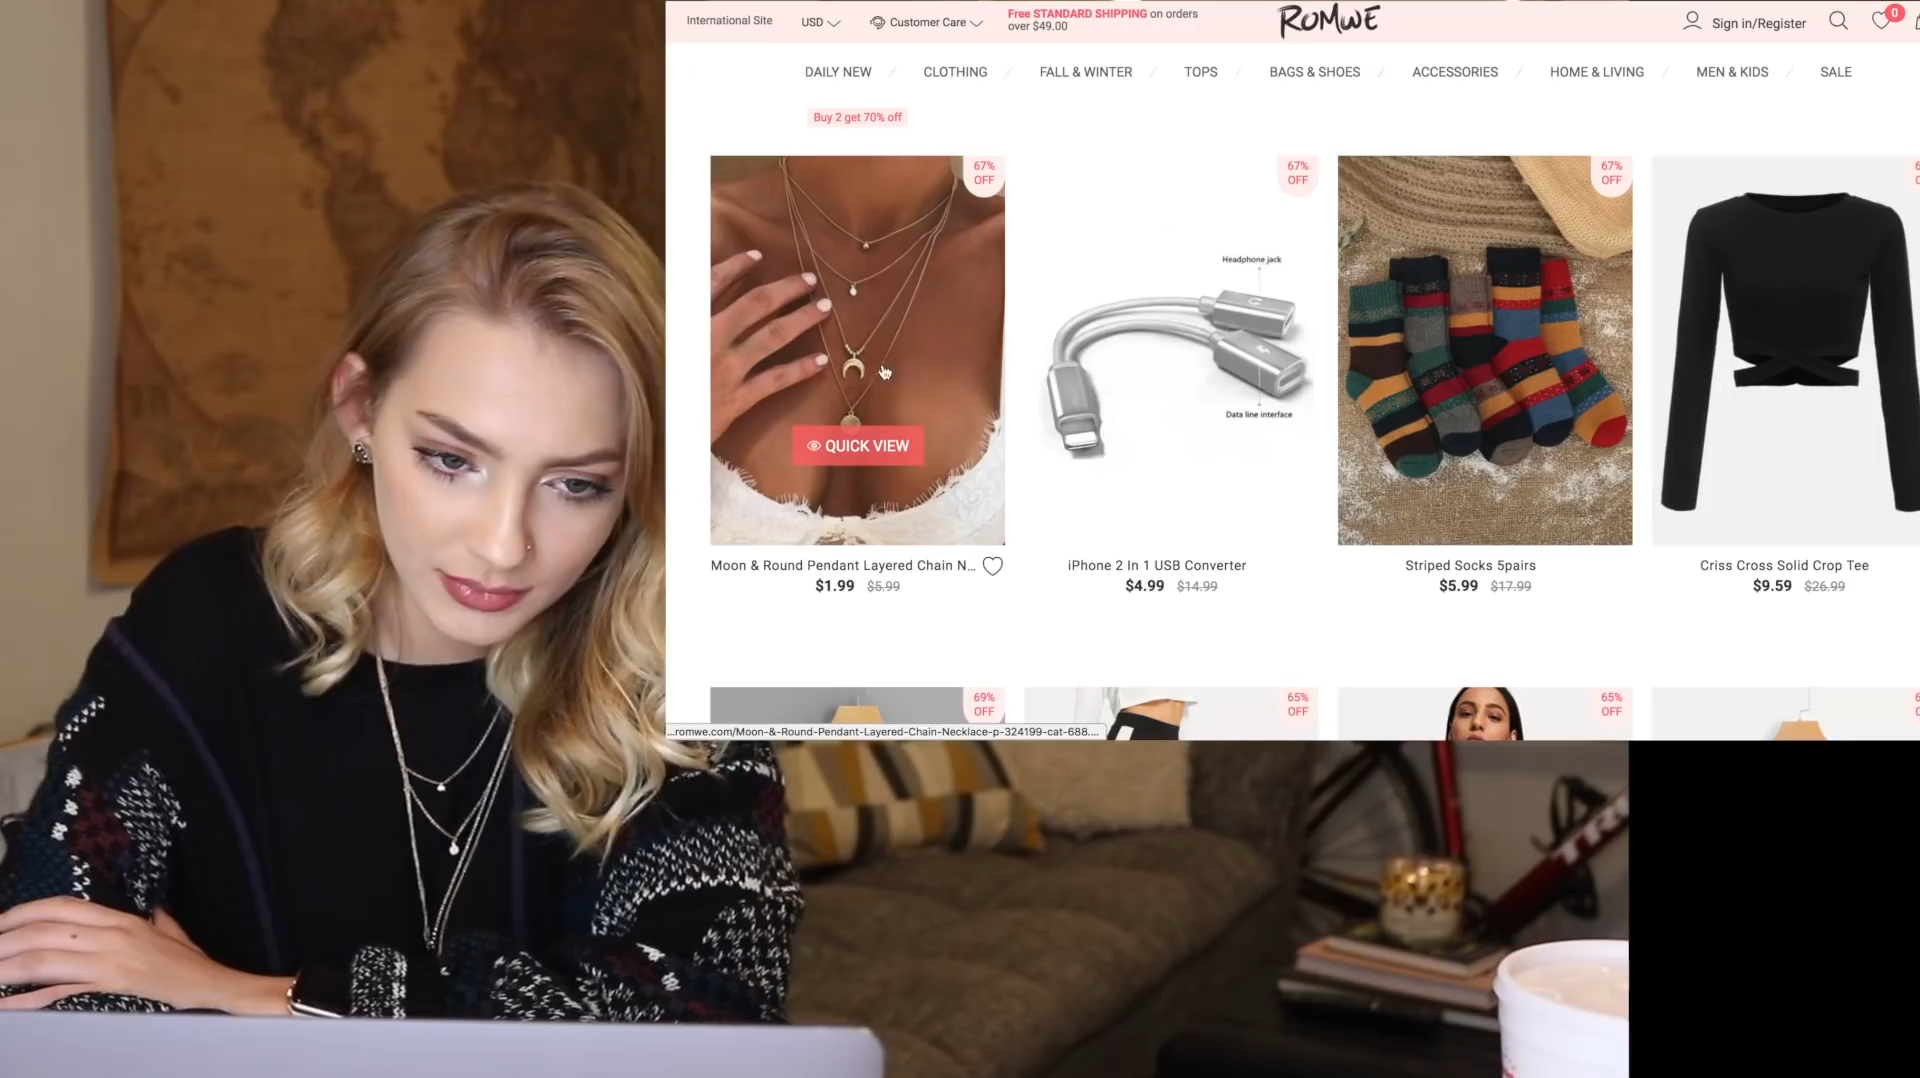 International Site
USD
Customer Care
Free STANDARD SHIPPING on orders
over $49.00
ROMWE
Sign in/Register
0
DAILY NEW / CLOTHING / FALL & WINTER / TOPS / BAGS & SHOES / ACCESSORIES / HOME & LIVING / MEN & KIDS / SALE
Buy 2 get 70% off
67%
OFF
67%
OFF
67%
OFF
Headphone jack
Data line interface
QUICK VIEW
Moon & Round Pendant Layered Chain N...
$1.99 $5.99
iPhone 2 In 1 USB Converter
$4.99 $14.99
Striped Socks 5pairs
$5.99 $17.99
Criss Cross Solid Crop Tee
$9.59 $26.99
69%
OFF
65%
OFF
65%
OFF
...romwe.com/Moon-&-Round-Pendant-Layered-Chain-Necklace-p-324199-cat-688....